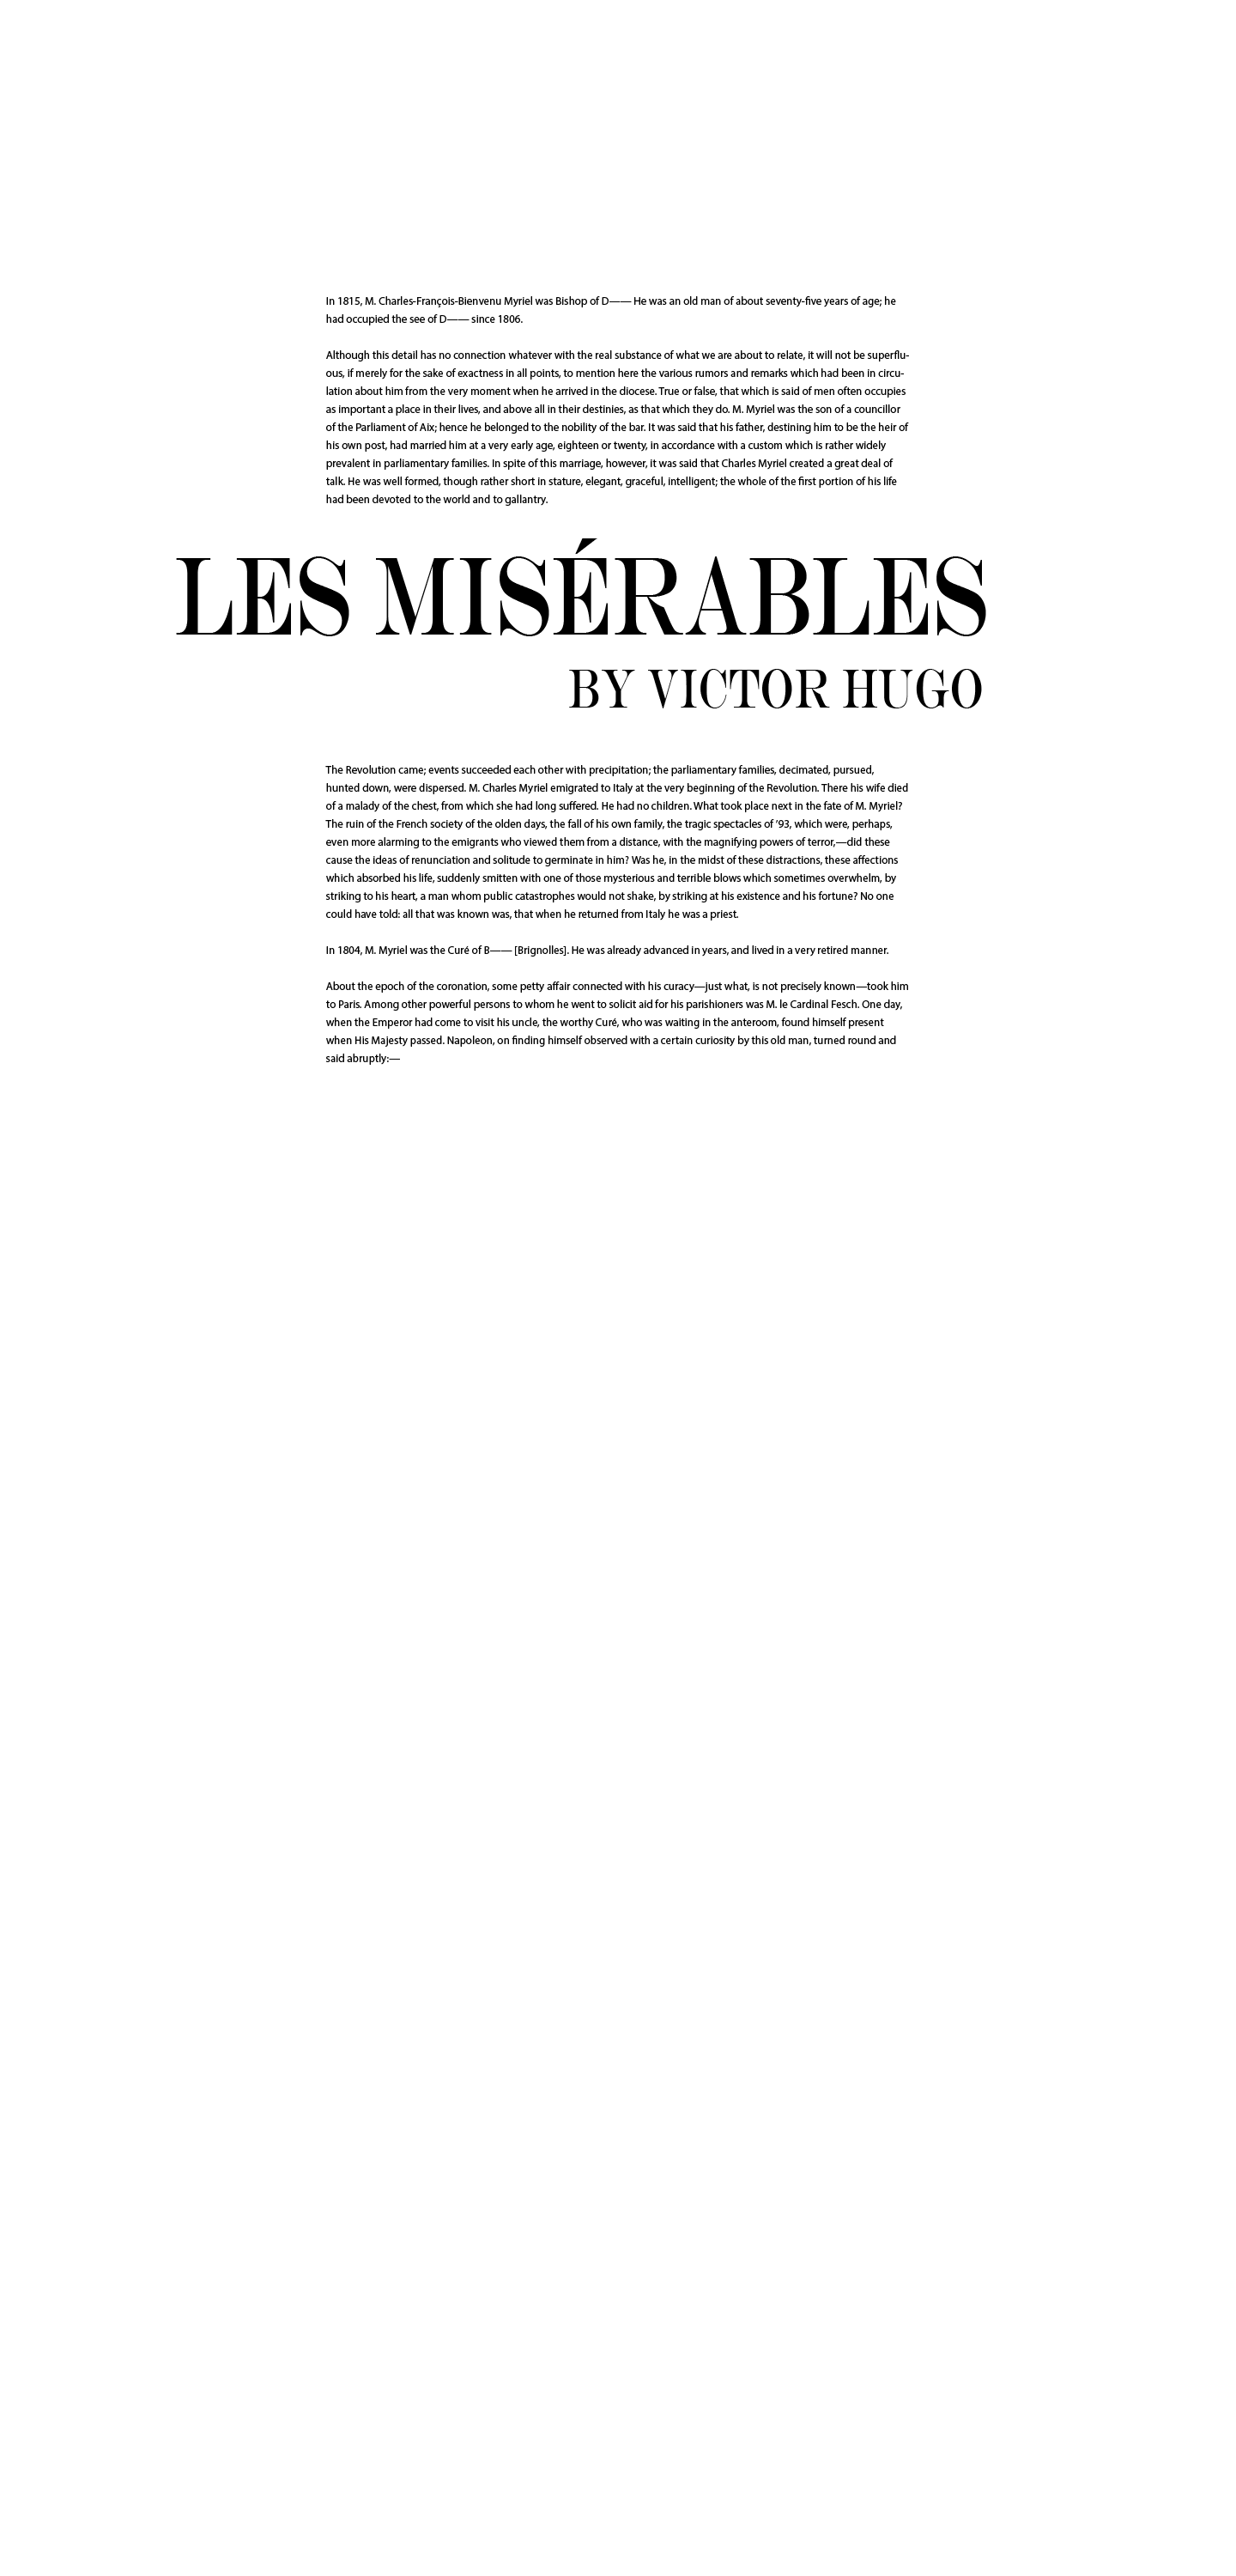 In 1815, M. Charles-François-Bienvenu Myriel was Bishop of D—— He was an old man of about seventy-five years of age; he
had occupied the see of D—— since 1806.
Although this detail has no connection whatever with the real substance of what we are about to relate, it will not be superflu-
ous, if merely for the sake of exactness in all points, to mention here the various rumors and remarks which had been in circu-
lation about him from the very moment when he arrived in the diocese. True or false, that which is said of men often occupies
as important a place in their lives, and above all in their destinies, as that which they do. M. Myriel was the son of a councillor
of the Parliament of Aix; hence he belonged to the nobility of the bar. It was said that his father, destining him to be the heir of
his own post, had married him at a very early age, eighteen or twenty, in accordance with a custom which is rather widely
prevalent in parliamentary families. In spite of this marriage, however, it was said that Charles Myriel created a great deal of
talk. He was well formed, though rather short in stature, elegant, graceful, intelligent; the whole of the first portion of his life
had been devoted to the world and to gallantry.
LES MISÉRABLES
BY VICTOR HUGO
The Revolution came; events succeeded each other with precipitation; the parliamentary families, decimated, pursued,
hunted down, were dispersed. M. Charles Myriel emigrated to Italy at the very beginning of the Revolution. There his wife died
of a malady of the chest, from which she had long suffered. He had no children. What took place next in the fate of M. Myriel?
The ruin of the French society of the olden days, the fall of his own family, the tragic spectacles of ’93, which were, perhaps,
even more alarming to the emigrants who viewed them from a distance, with the magnifying powers of terror,—did these
cause the ideas of renunciation and solitude to germinate in him? Was he, in the midst of these distractions, these affections
which absorbed his life, suddenly smitten with one of those mysterious and terrible blows which sometimes overwhelm, by
striking to his heart, a man whom public catastrophes would not shake, by striking at his existence and his fortune? No one
could have told: all that was known was, that when he returned from Italy he was a priest.
In 1804, M. Myriel was the Curé of B—— [Brignolles]. He was already advanced in years, and lived in a very retired manner.
About the epoch of the coronation, some petty affair connected with his curacy—just what, is not precisely known—took him
to Paris. Among other powerful persons to whom he went to solicit aid for his parishioners was M. le Cardinal Fesch. One day,
when the Emperor had come to visit his uncle, the worthy Curé, who was waiting in the anteroom, found himself present
when His Majesty passed. Napoleon, on finding himself observed with a certain curiosity by this old man, turned round and
said abruptly:—